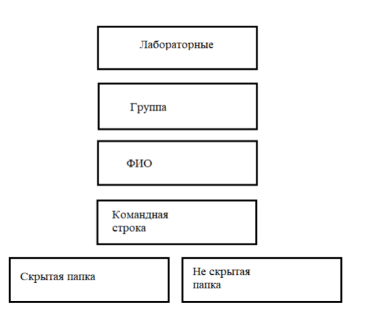 Лабораторные
Группа
ФИО
Командная
строка
Скрытая папка
Не скрытая
папка